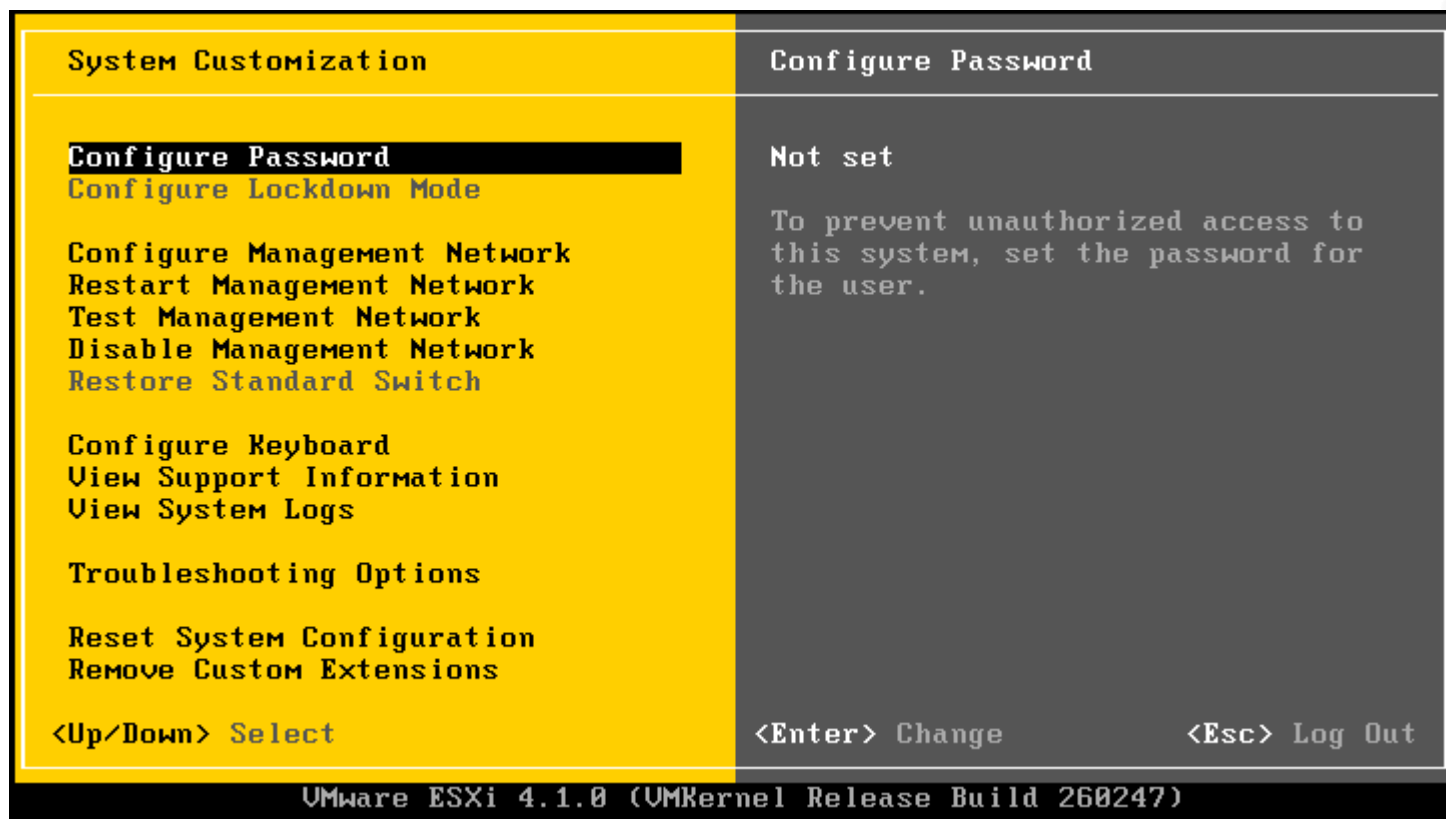 System Customization
Configure Password
Configure Password
Configure Lockdown Mode
Configure Management Network
Restart Management Network
Test Management Network
Disable Management Network
Restore Standard Switch
Configure Keyboard
View Support Information
View System Logs
Troubleshooting Options
Reset System Configuration
Remove Custom Extensions
<Up/Down> Select
Not set
To prevent unauthorized access to
this system, set the password for
the user.
<Enter> Change
<Esc> Log Out
VMware ESXi 4.1.0 (VMKernel Release Build 260247)